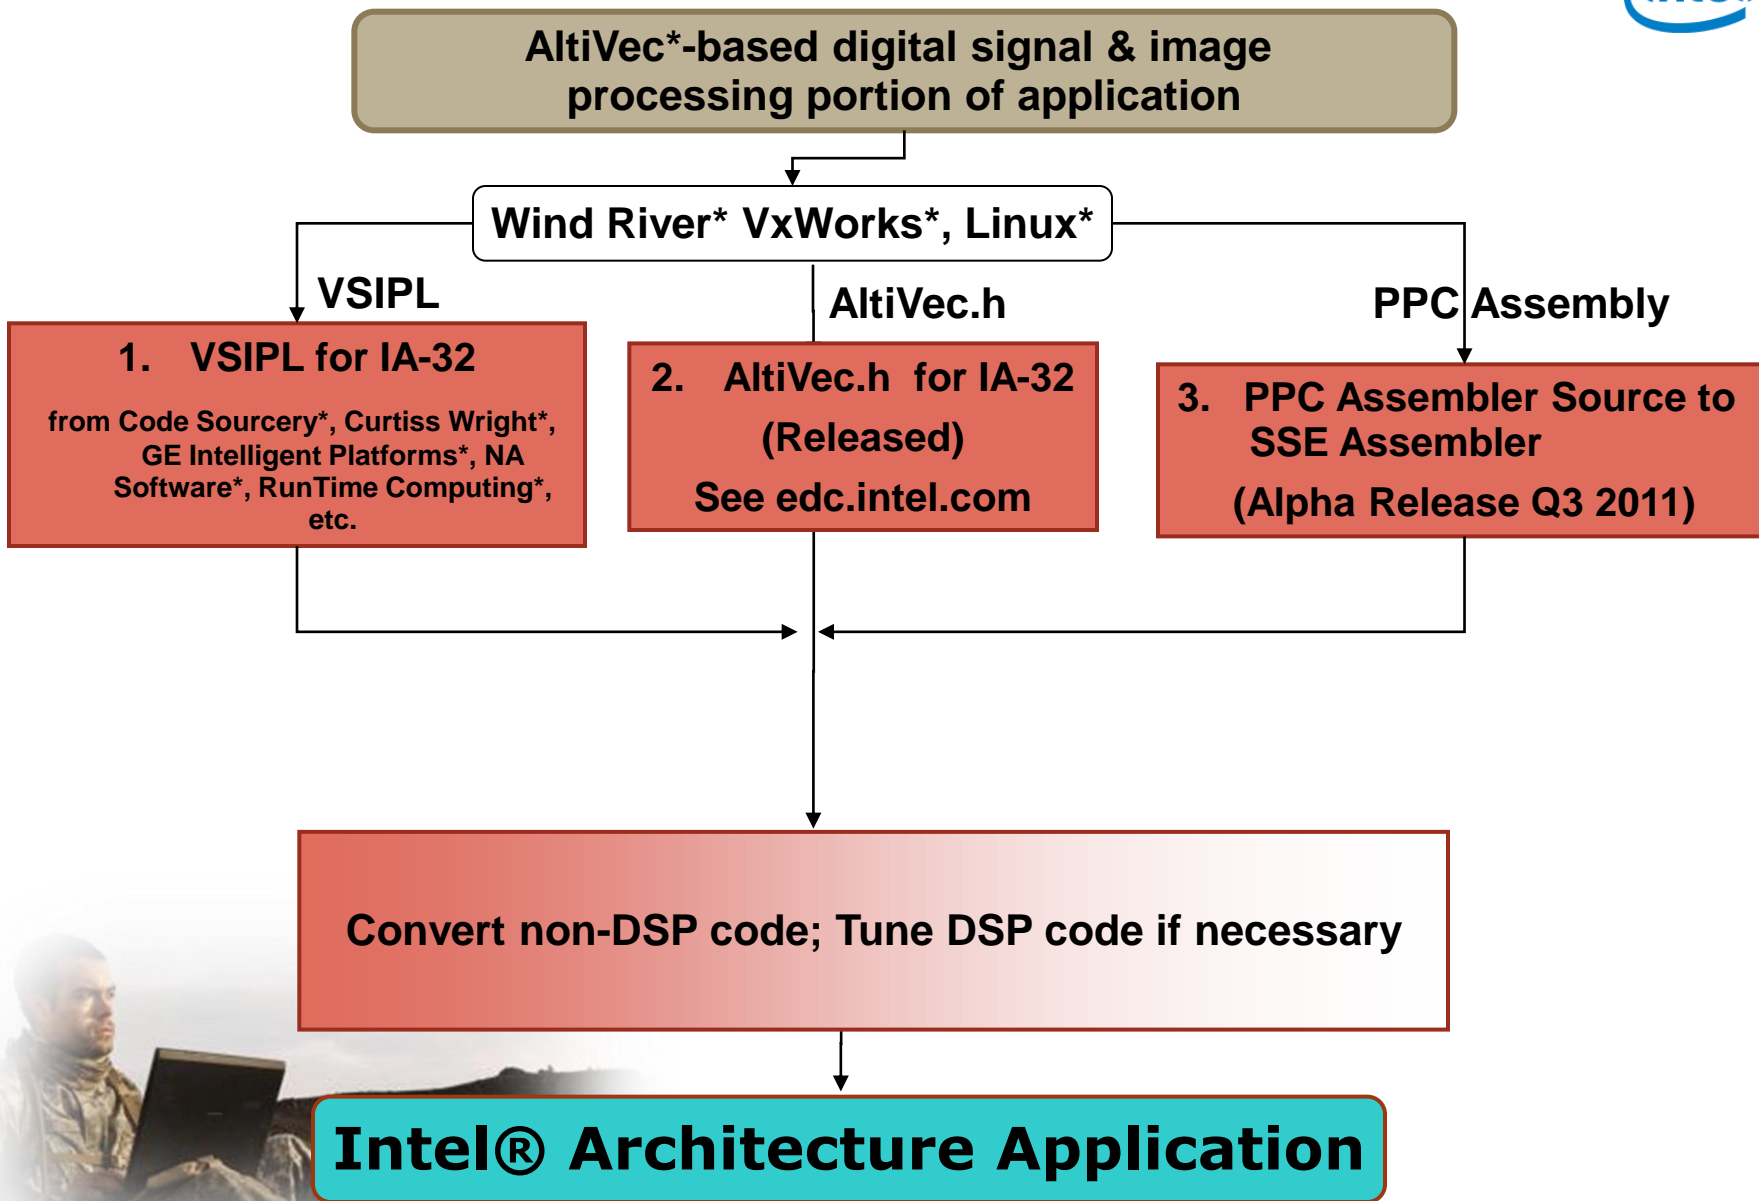 AltiVec*-based digital signal & image
processing portion of application
Wind River* VxWorks*, Linux*
VSIPL
AltiVec.h
PPC Assembly
1. VSIPL for IA-32
from Code Sourcery*, Curtiss Wright*,
GE Intelligent Platforms*, NA
Software*, RunTime Computing*,
etc.
2. AltiVec.h for IA-32
(Released)
See edc.intel.com
3. PPC Assembler Source to
SSE Assembler
(Alpha Release Q3 2011)
Convert non-DSP code; Tune DSP code if necessary
Intel® Architecture Application